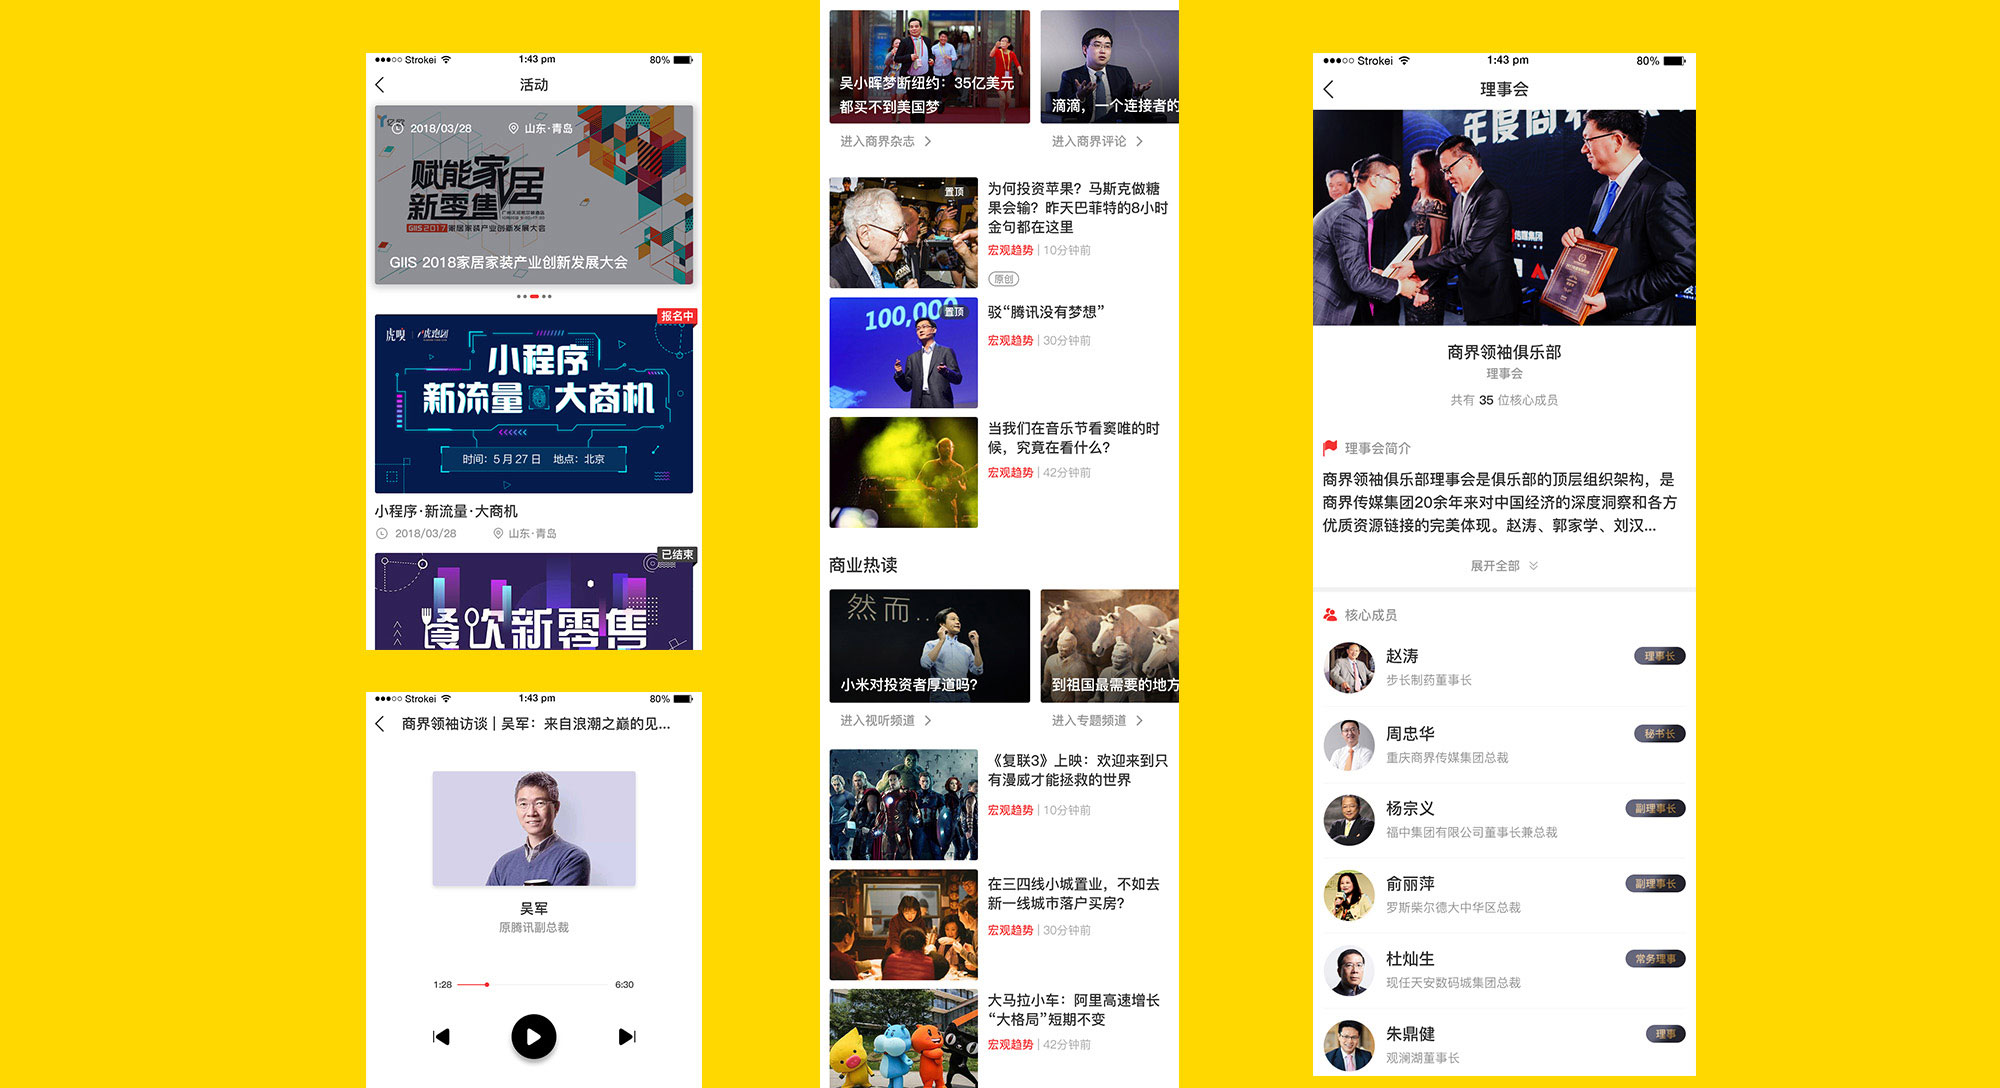 Strokei
1:43 pm
80%
活动
2018/03/28
山东·青岛
赋能家居
新零售
GIIS2017家居家装产业创新发展大会
GIIS 2018家居家装产业创新发展大会
报名中
虎嗅
虎跑团
小程序
新流量 大商机
时间：5月27日 地点：北京
小程序·新流量·大商机
2018/03/28
山东·青岛
已结束
餐饮新零售
Strokei
1:43 pm
80%
商界领袖访谈 | 吴军：来自浪潮之巅的见...
吴军
原腾讯副总裁
1:28
6:30
吴小晖梦断纽约：35亿美元
都买不到美国梦
滴滴，一个连接者的
进入商界杂志
进入商界评论
置顶
为何投资苹果？马斯克做糖
果会输？昨天巴菲特的8小时
金句都在这里
宏观趋势 | 10分钟前
原创
100,000
置顶
驳“腾讯没有梦想”
宏观趋势 | 30分钟前
当我们在音乐节看窦唯的时
候，究竟在看什么？
宏观趋势 | 42分钟前
商业热读
然而..
小米对投资者厚道吗？
到祖国最需要的地方
进入视听频道
进入专题频道
《复联3》上映：欢迎来到只
有漫威才能拯救的世界
宏观趋势 | 10分钟前
在三四线小城置业，不如去
新一线城市落户买房？
宏观趋势 | 30分钟前
大马拉小车：阿里高速增长
“大格局”短期不变
宏观趋势 | 42分钟前
Strokei
1:43 pm
80%
理事会
年度商
传媒集团
商界领袖俱乐部
理事会
共有 35 位核心成员
理事会简介
商界领袖俱乐部理事会是俱乐部的顶层组织架构，是
商界传媒集团20余年来对中国经济的深度洞察和各方
优质资源链接的完美体现。赵涛、郭家学、刘汉...
展开全部
核心成员
赵涛
理事长
步长制药董事长
周忠华
秘书长
重庆商界传媒集团总裁
杨宗义
副理事长
福中集团有限公司董事长兼总裁
俞丽萍
副理事长
罗斯柴尔德大中华区总裁
杜灿生
常务理事
现任天安数码城集团总裁
朱鼎健
理事
观澜湖董事长